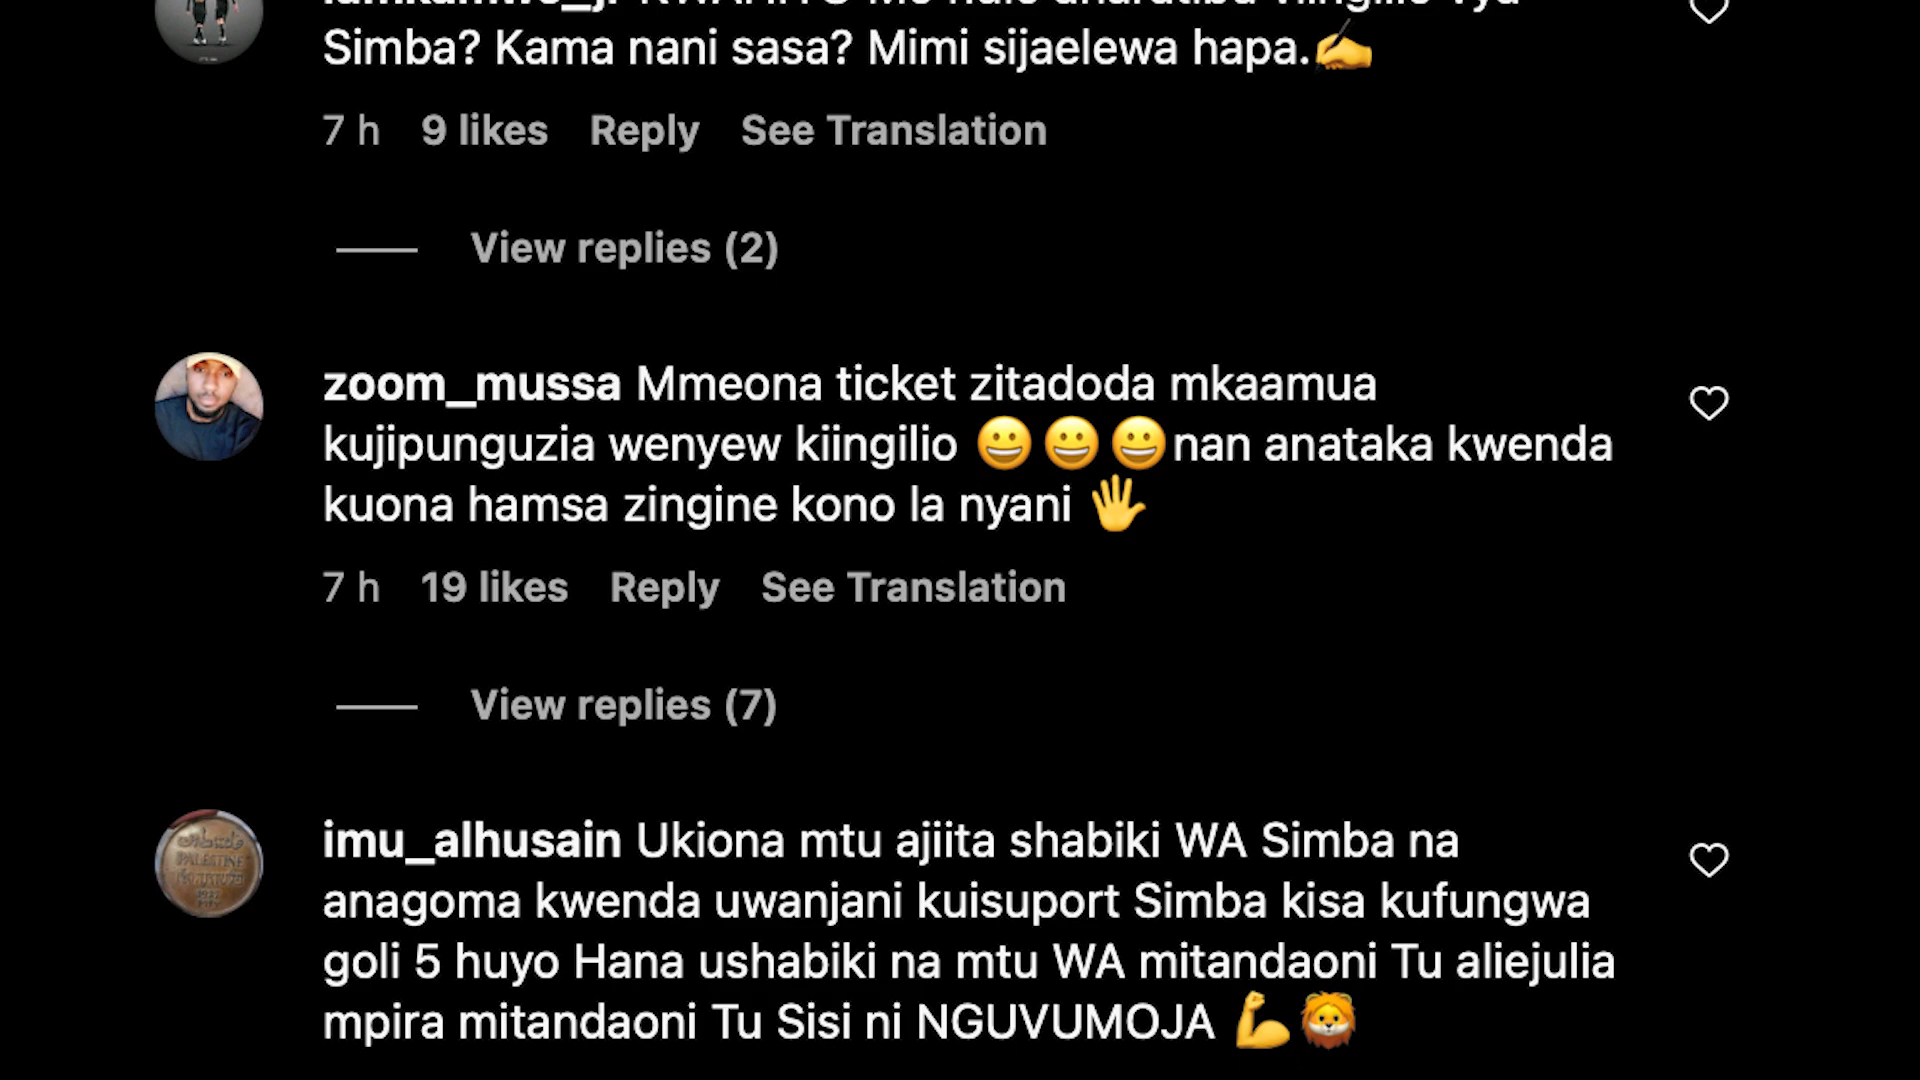 Simba? Kama nani sasa? Mimi sijaelewa hapa.✍️
7 h 9 likes Reply See Translation
View replies (2)
zoom_mussa Mmeona ticket zitadoda mkaamua
kujipunguzia wenyew kiingilio 😀😀😀nan anataka kwenda
kuona hamsa zingine kono la nyani 🖐️
7 h 19 likes Reply See Translation
View replies (7)
imu_alhusain Ukiona mtu ajiita shabiki WA Simba na
anagoma kwenda uwanjani kuisuport Simba kisa kufungwa
goli 5 huyo Hana ushabiki na mtu WA mitandaoni Tu aliejulia
mpira mitandaoni Tu Sisi ni NGUVUMOJA 💪🦁